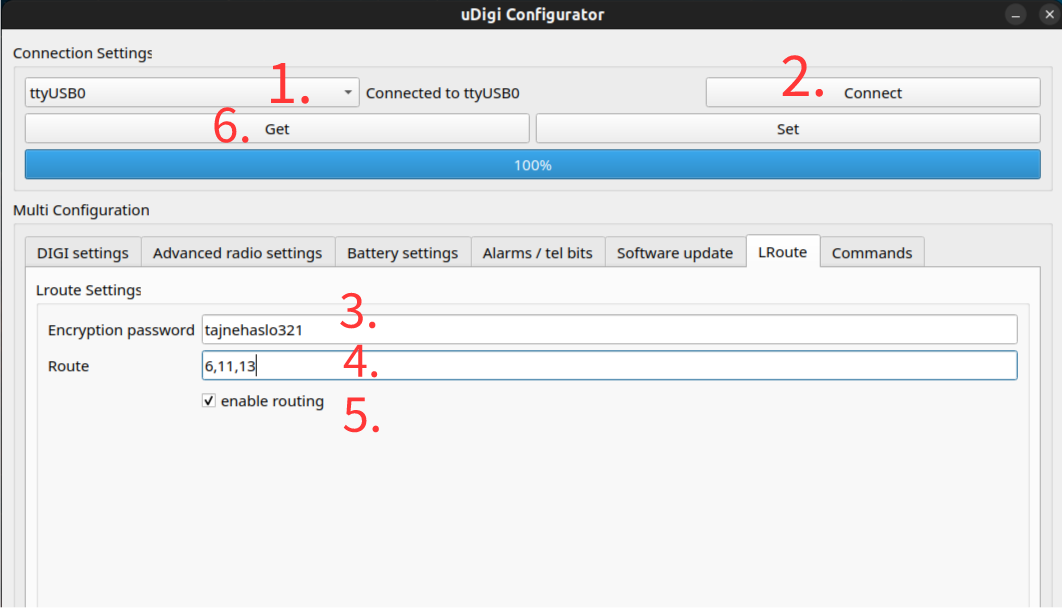 uDigi Configurator
Connection Settings
ttyUSB0 1. Connected to ttyUSB0 2. Connect
6. Get Set
100%
Multi Configuration
DIGI settings Advanced radio settings Battery settings Alarms / tel bits Software update LRoute Commands
Lroute Settings
Encryption password tajnehaslo321 3.
Route 6,11,13 4.
enable routing 5.